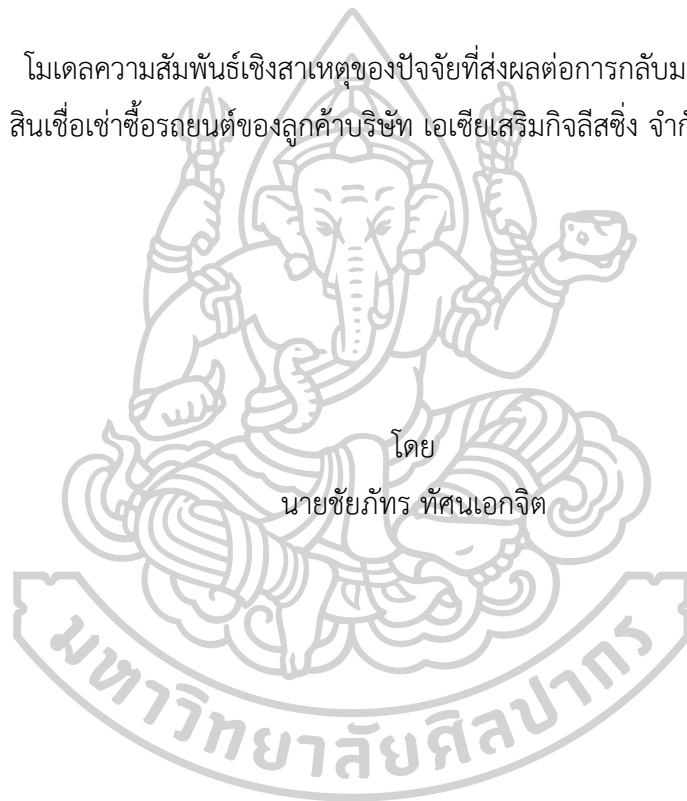 โมเดลความสัมพันธ์เชิงสาเหตุของปัจจัยที่ส่งผลต่อการกลับม
สินเชื่อเช่าซื้อรถยนต์ของลูกค้าบริษัท เอเซียเสริมกิจลีสซิ่ง จำกั
โดย
นายชัยภัทร ทัศนเอกจิต
มหาวิทยาลัยศิลปากร